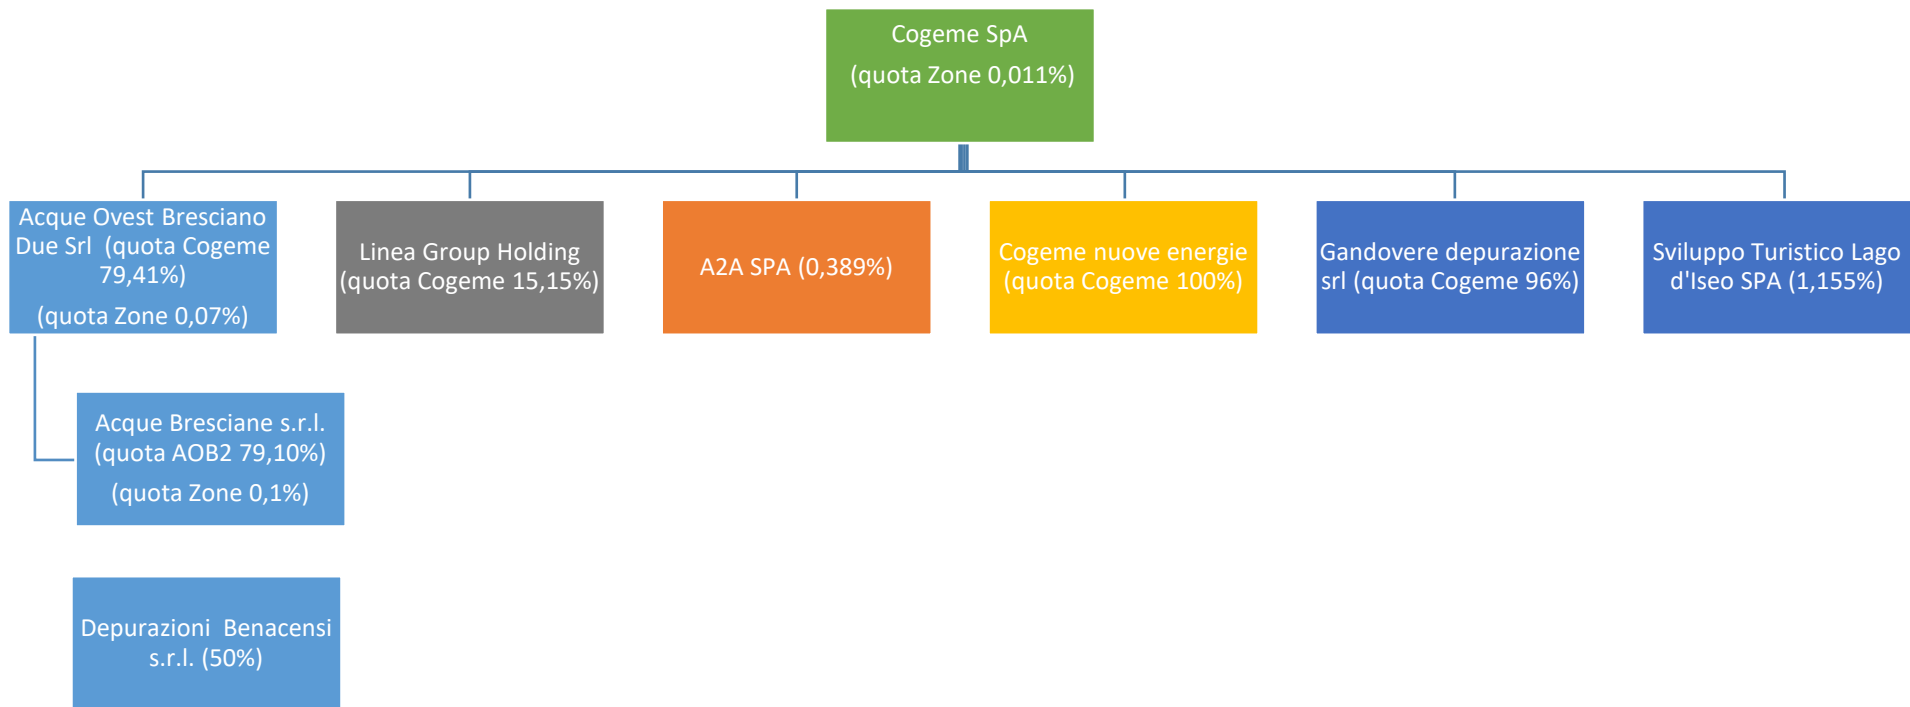 Cogeme SpA
(quota Zone 0,011%)
Acque Ovest Bresciano
Due Srl  (quota Cogeme
79,41%)
(quota Zone 0,07%)
Linea Group Holding
(quota Cogeme 15,15%)
A2A SPA (0,389%)
Cogeme nuove energie
(quota Cogeme 100%)
Gandovere depurazione
srl (quota Cogeme 96%)
Sviluppo Turistico Lago
d'Iseo SPA (1,155%)
Acque Bresciane s.r.l.
(quota AOB2 79,10%)
(quota Zone 0,1%)
Depurazioni  Benacensi
s.r.l. (50%)